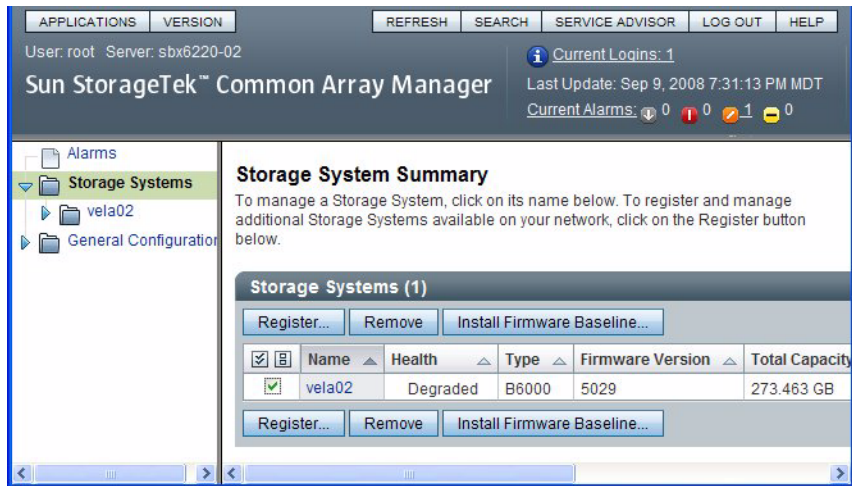 APPLICATIONS VERSION REFRESH SEARCH SERVICE ADVISOR LOG OUT HELP
User: root Server: sbx6220-02
Current Logins: 1
Sun StorageTek™ Common Array Manager
Last Update: Sep 9, 2008 7:31:13 PM MDT
Current Alarms: 0 0 1 0
Alarms
Storage Systems
vela02
General Configuration
Storage System Summary
To manage a Storage System, click on its name below. To register and manage
additional Storage Systems available on your network, click on the Register button
below.
Storage Systems (1)
Register... Remove Install Firmware Baseline...
Name Health Type Firmware Version Total Capacity
vela02 Degraded B6000 5029 273.463 GB
Register... Remove Install Firmware Baseline...